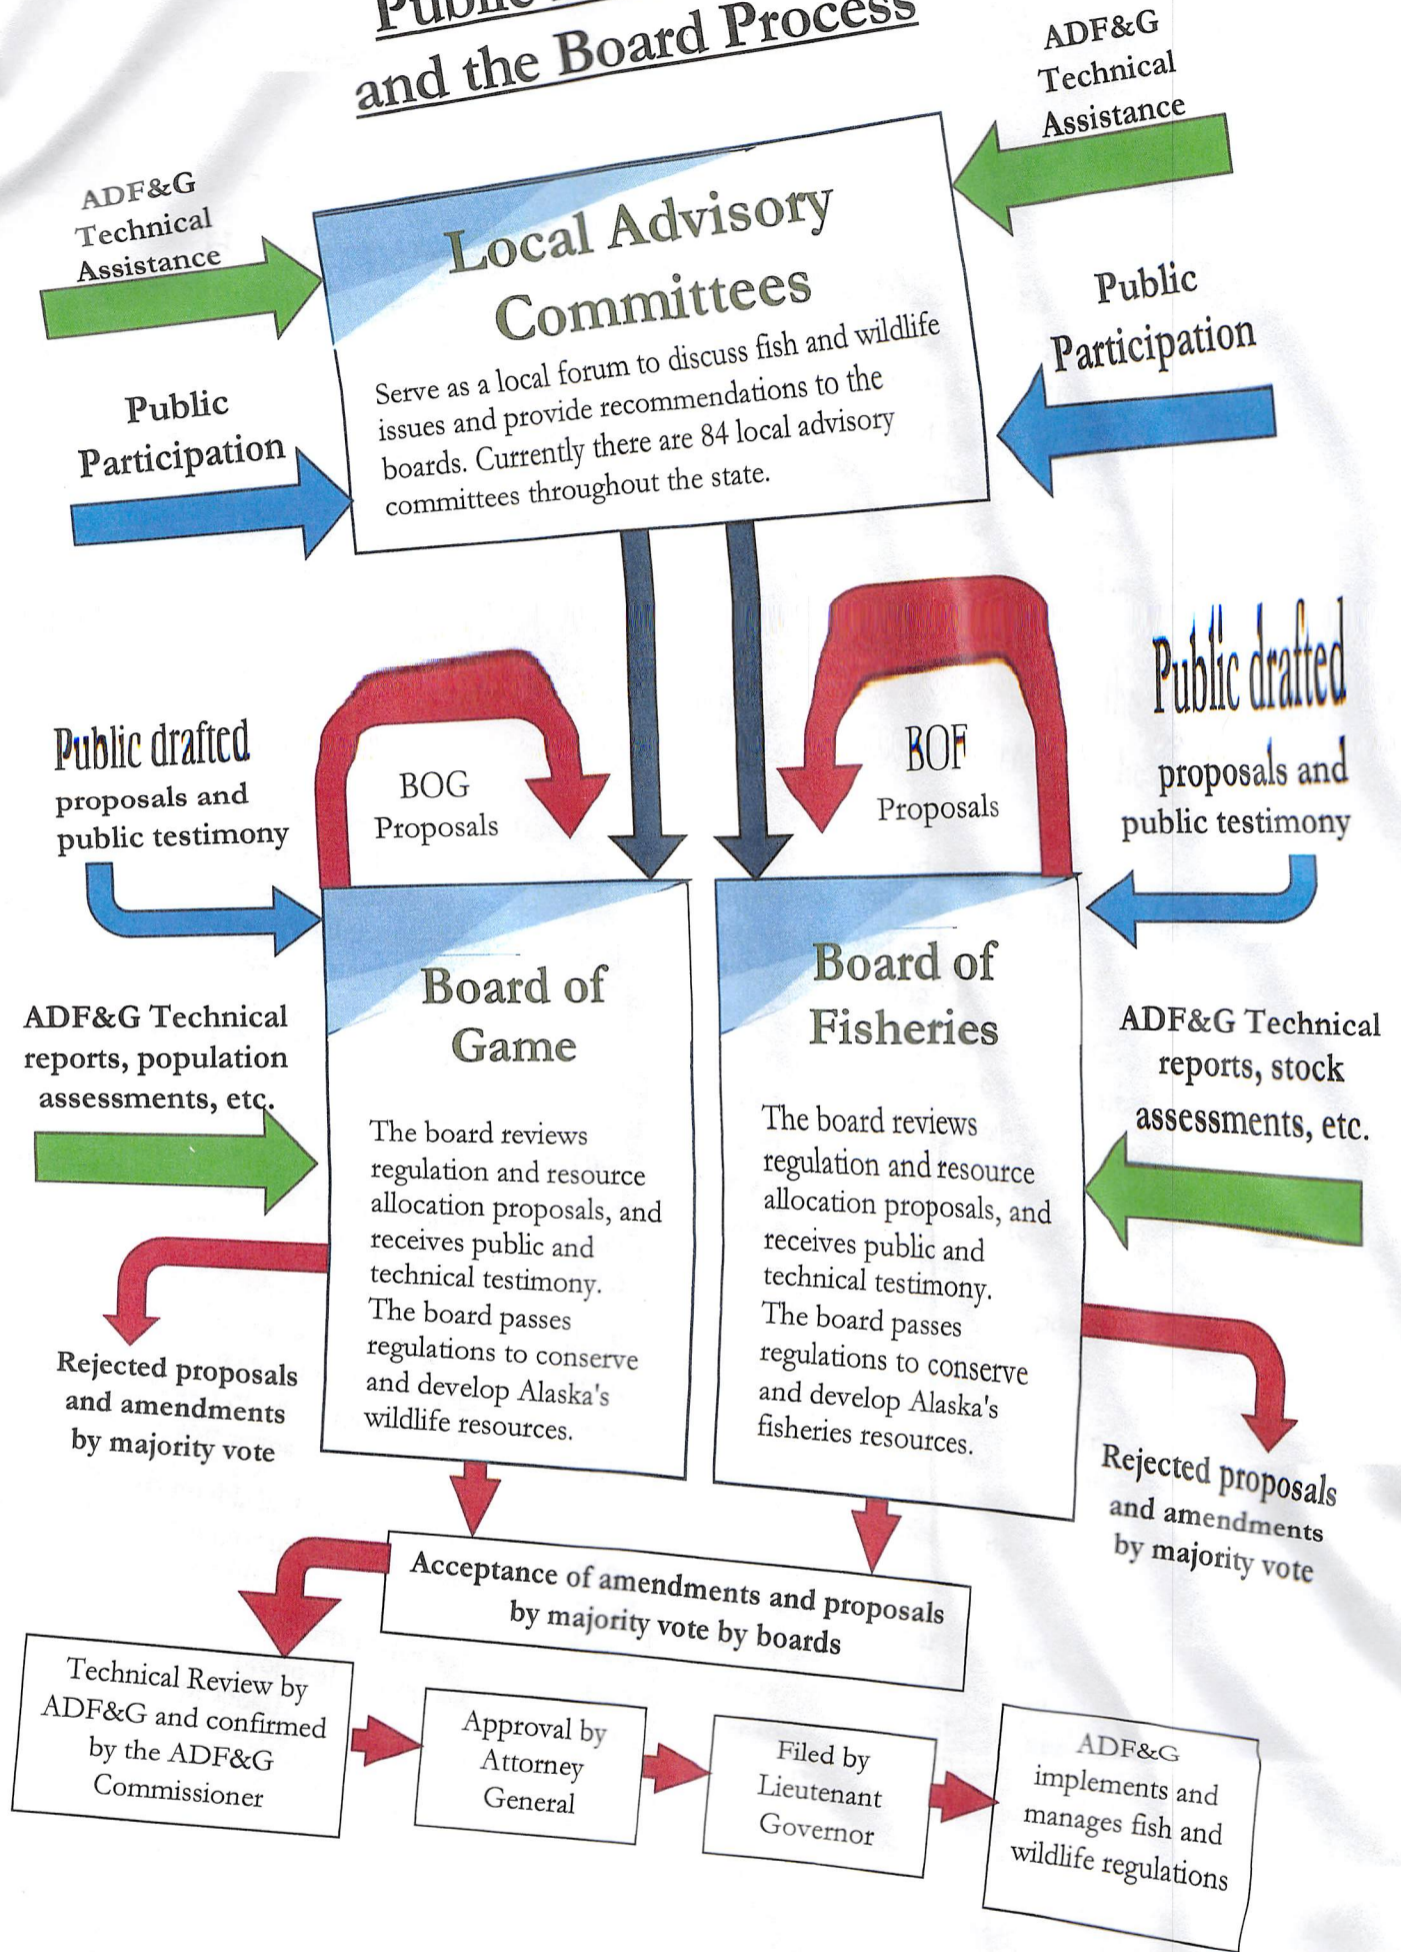 Public
and the Board Process
ADF&G
Technical
Assistance
ADF&G
Technical
Assistance
Local Advisory
Committees
Serve as a local forum to discuss fish and wildlife
issues and provide recommendations to the
boards. Currently there are 84 local advisory
committees throughout the state.
Public
Participation
Public
Participation
Public drafted
proposals and
public testimony
BOG
Proposals
BOF
Proposals
Public drafted
proposals and
public testimony
ADF&G Technical
reports, population
assessments, etc.
Board of
Game
The board reviews
regulation and resource
allocation proposals, and
receives public and
technical testimony.
The board passes
regulations to conserve
and develop Alaska's
wildlife resources.
Board of
Fisheries
The board reviews
regulation and resource
allocation proposals, and
receives public and
technical testimony.
The board passes
regulations to conserve
and develop Alaska's
fisheries resources.
ADF&G Technical
reports, stock
assessments, etc.
Rejected proposals
and amendments
by majority vote
Rejected proposals
and amendments
by majority vote
Acceptance of amendments and proposals
by majority vote by boards
Technical Review by
ADF&G and confirmed
by the ADF&G
Commissioner
Approval by
Attorney
General
Filed by
Lieutenant
Governor
ADF&G
implements and
manages fish and
wildlife regulations